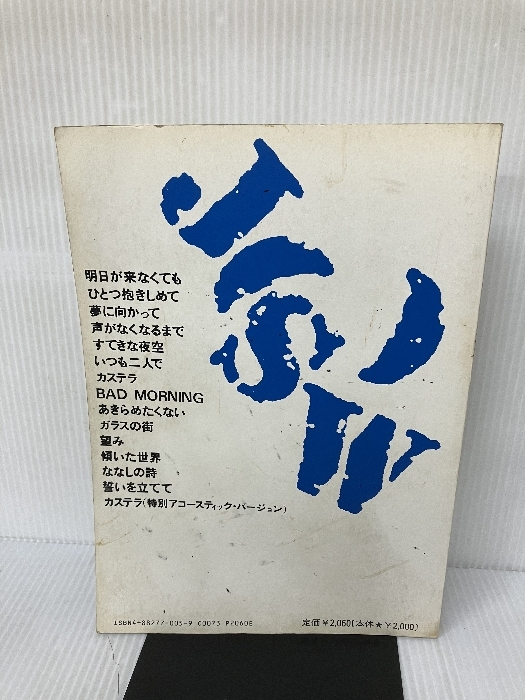 明日が来なくても
ひとつ抱きしめて
夢に向かって
声がなくなるまで
すてきな夜空
いつも二人で
カステラ
BAD MORNING
あきらめたくない
ガラスの街
望み
傾いた世界
ななしの詩
誓いを立てて
カステラ(特別アコースティック・バージョン)
定価￥2,060(本体★￥2,000)